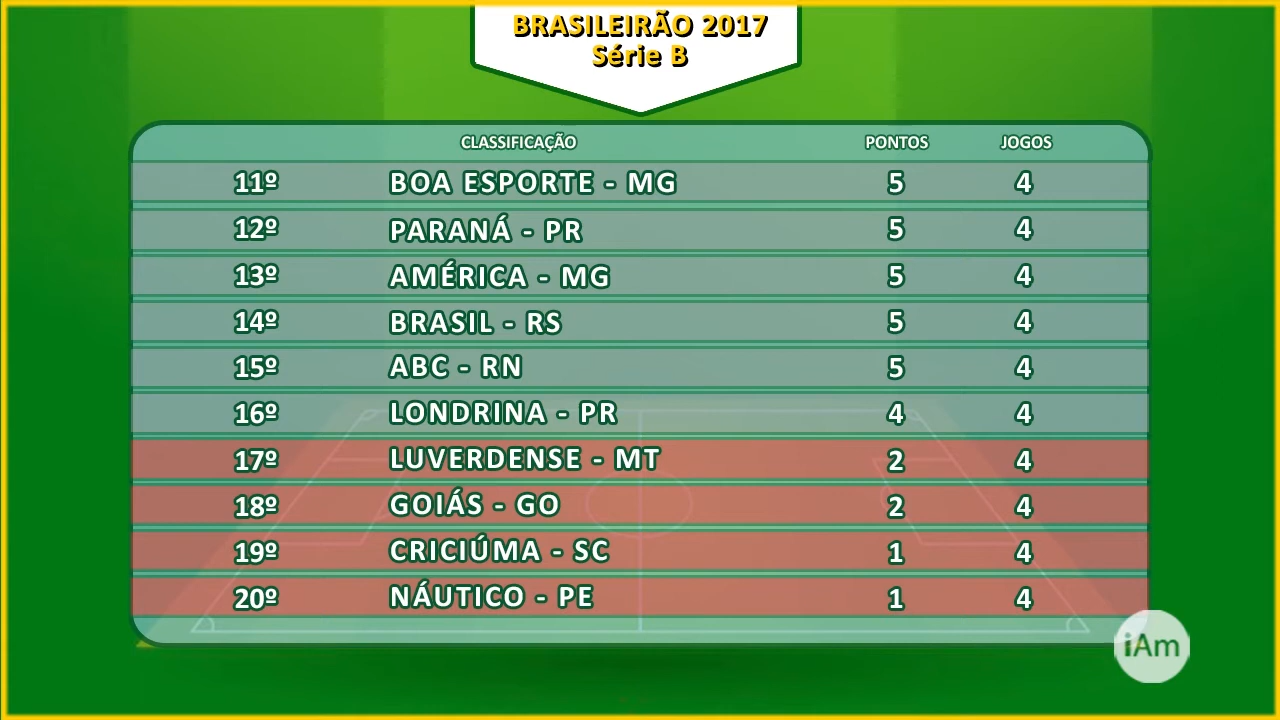 BRASILEIRÃO 2017
Série B
CLASSIFICAÇÃO PONTOS JOGOS
11º BOA ESPORTE - MG 5 4
12º PARANÁ - PR 5 4
13º AMÉRICA - MG 5 4
14º BRASIL - RS 5 4
15º ABC - RN 5 4
16º LONDRINA - PR 4 4
17º LUVERDENSE - MT 2 4
18º GOIÁS - GO 2 4
19º CRICIÚMA - SC 1 4
20º NÁUTICO - PE 1 4
iAm